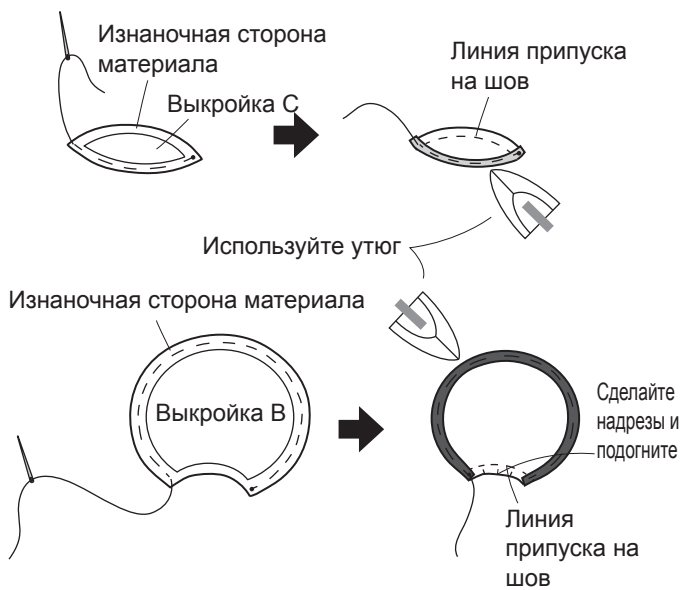 Изнаночная сторона
материала
Выкройка C
Линия припуска
на шов
Используйте утюг
Изнаночная сторона материала
Выкройка B
Сделайте
надрезы и
подогните
Линия
припуска на
шов